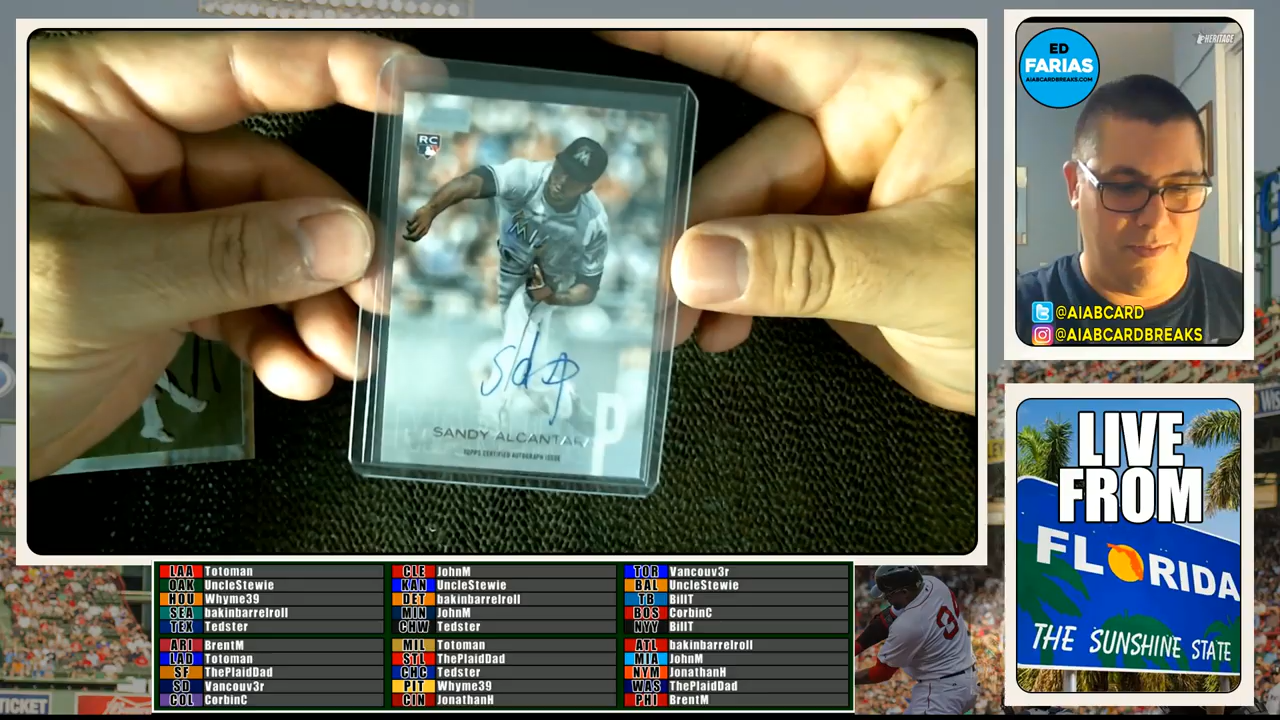 RC
M
MIA
SANDY ALCANTAR
P
TOPPS CERTIFIED AUTOGRAPH ISSUE
HERITAGE
ED
FARIAS
AIABCARDBREAKS.COM
@AIABCARD
@AIABCARDBREAKS
LIVE
FROM
FLORIDA
THE SUNSHINE STATE
LAA Totoman
OAK UncleStewie
HOU Whyme39
SEA bakinbarrelroll
TEX Tedster
CLE JohnM
KAN UncleStewie
DET bakinbarrelroll
MIN JohnM
CHW Tedster
TOR Vancouv3r
BAL UncleStewie
TB BillT
BOS CorbinC
NYY BillT
ARI BrentM
LAD Totoman
SF ThePlaidDad
SD Vancouv3r
COL CorbinC
MIL Totoman
STL ThePlaidDad
CHC Tedster
PIT Whyme39
CIN JonathanH
ATL bakinbarrelroll
MIA JohnM
NYM JonathanH
WAS ThePlaidDad
PHI BrentM
34